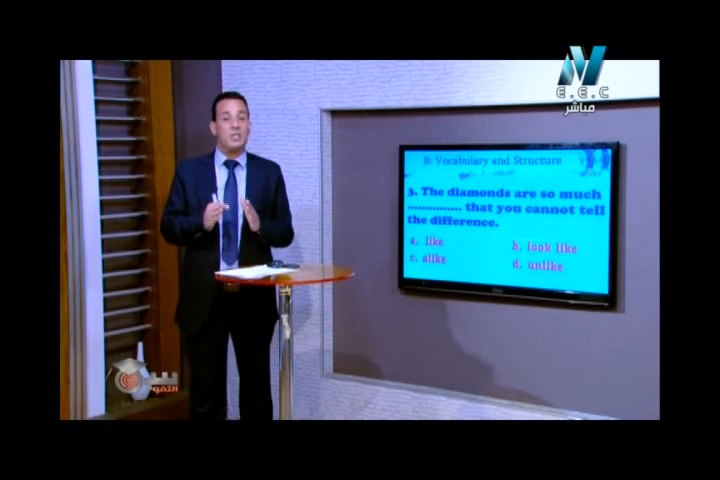 E.E.C
مباشر
B: Vocabulary and Structure
3. The diamonds are so much
............... that you cannot tell
the difference.
a. like
b. look like
c. alike
d. unlike
التفوق